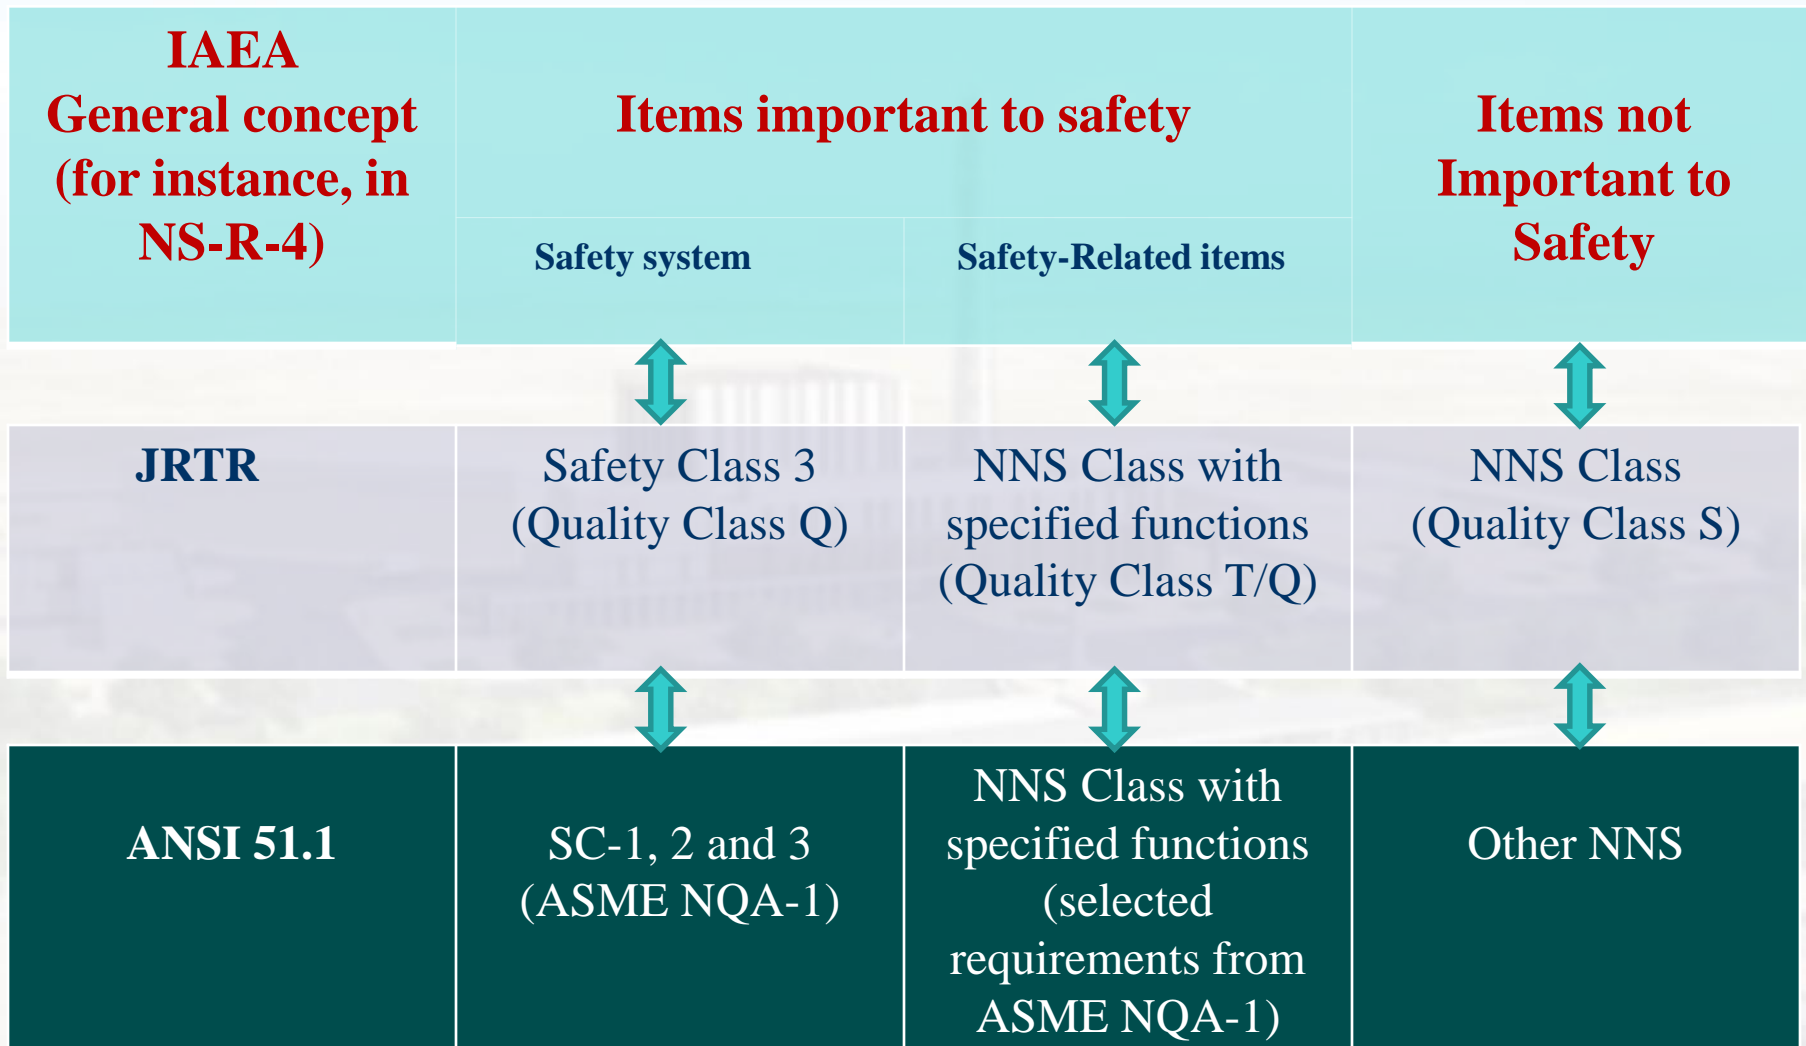 IAEA
General concept
(for instance, in
NS-R-4)
Items important to safety
Items not
Important to
Safety
Safety system
Safety-Related items
JRTR
Safety Class 3
(Quality Class Q)
NNS Class with
specified functions
(Quality Class T/Q)
NNS Class
(Quality Class S)
ANSI 51.1
SC-1, 2 and 3
(ASME NQA-1)
NNS Class with
specified functions
(selected
requirements from
ASME NQA-1)
Other NNS